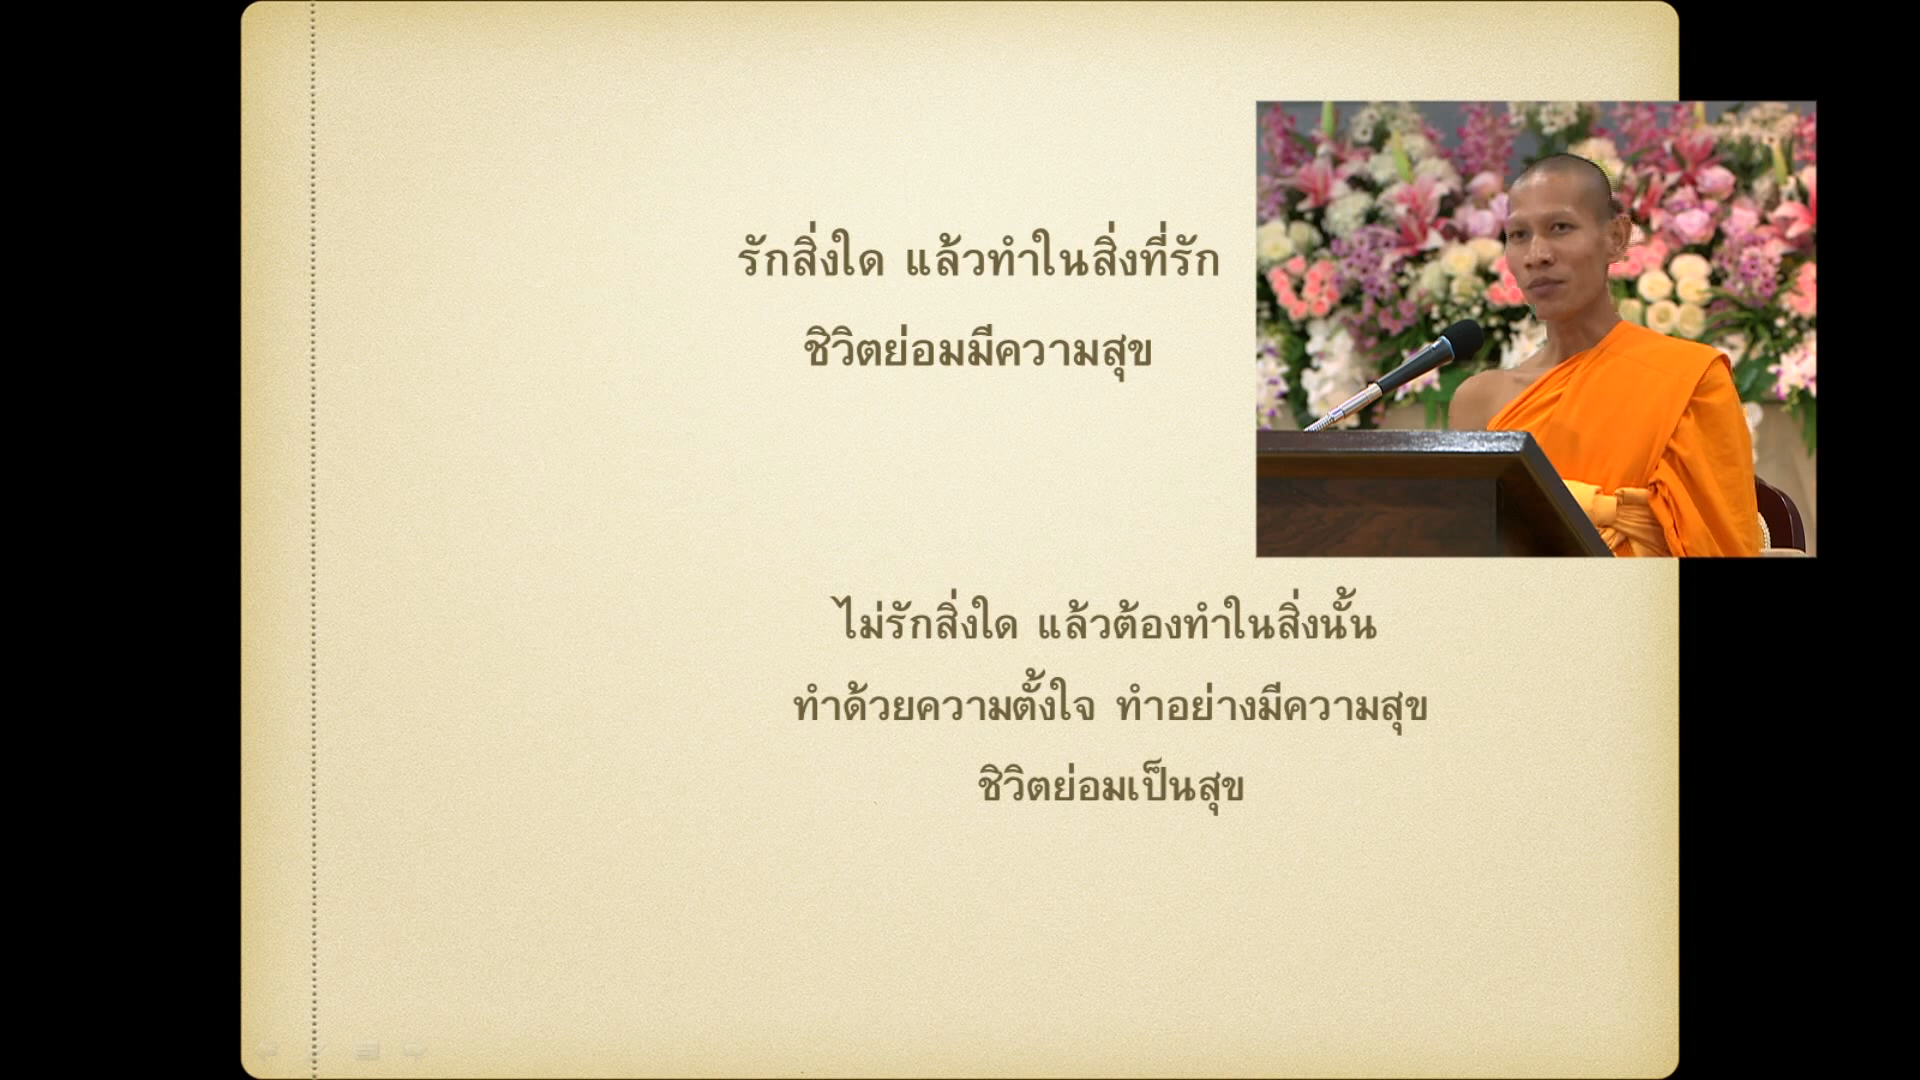 รักสิ่งใด แล้วทำในสิ่งที่รัก
ชีวิตย่อมมีความสุข
ไม่รักสิ่งใด แล้วต้องทำในสิ่งนั้น
ทำด้วยความตั้งใจ ทำอย่างมีความสุข
ชีวิตย่อมเป็นสุข